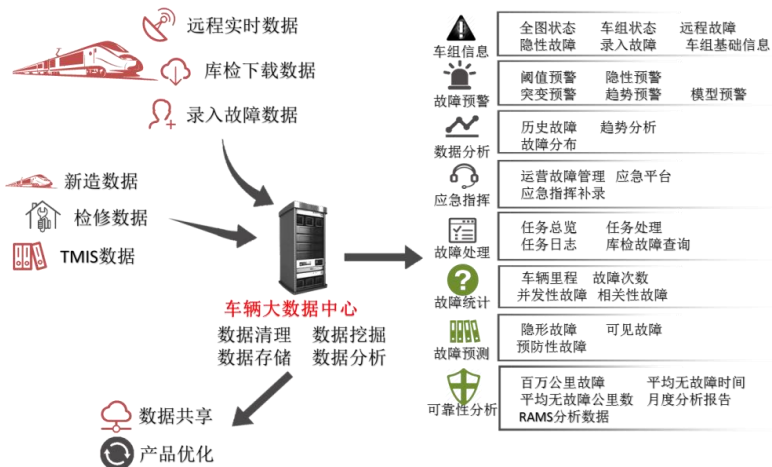 远程实时数据
库检下载数据
录入故障数据
新造数据
检修数据
TMIS数据
车辆大数据中心
数据清理 数据挖掘
数据存储 数据分析
数据共享
产品优化
车组信息
全图状态 车组状态 远程故障
隐性故障 录入故障 车组基础信息
故障预警
阈值预警 隐性预警
突变预警 趋势预警 模型预警
数据分析
历史故障 趋势分析
故障分布
应急指挥
运营故障管理 应急平台
应急指挥补录
故障处理
任务总览 任务处理
任务日志 库检故障查询
故障统计
车辆里程 故障次数
并发性故障 相关性故障
故障预测
隐形故障 可见故障
预防性故障
可靠性分析
百万公里故障 平均无故障时间
平均无故障公里数 月度分析报告
RAMS分析数据